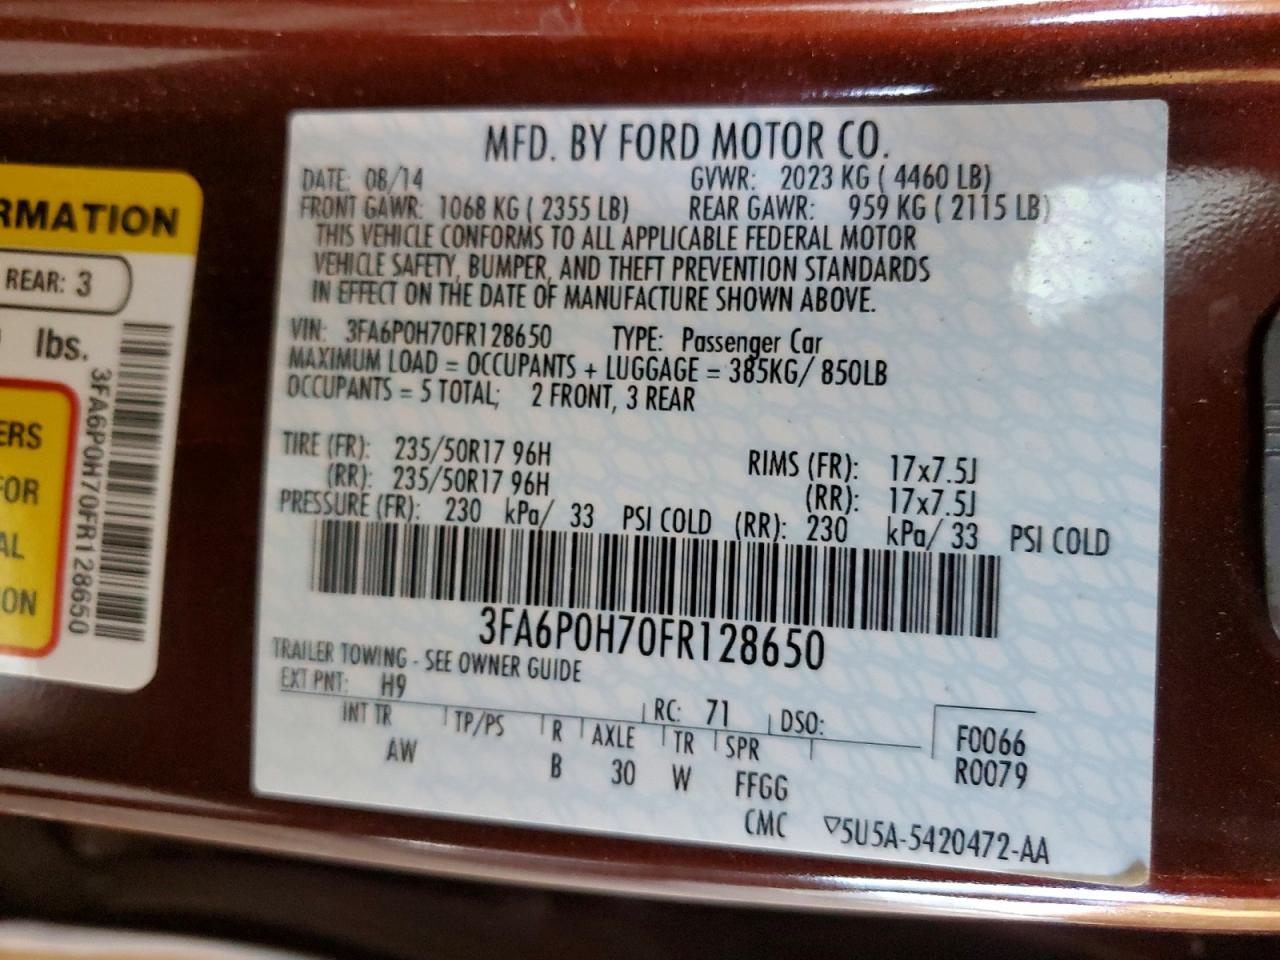 MFD. BY FORD MOTOR CO.
DATE: 08/14 GVWR: 2023 KG ( 4460 LB)
FRONT GAWR: 1068 KG ( 2355 LB) REAR GAWR: 959 KG ( 2115 LB)
THIS VEHICLE CONFORMS TO ALL APPLICABLE FEDERAL MOTOR
VEHICLE SAFETY, BUMPER, AND THEFT PREVENTION STANDARDS
IN EFFECT ON THE DATE OF MANUFACTURE SHOWN ABOVE.
VIN: 3FA6P0H70FR128650 TYPE: Passenger Car
MAXIMUM LOAD = OCCUPANTS + LUGGAGE = 385KG/ 850LB
OCCUPANTS = 5 TOTAL; 2 FRONT, 3 REAR
TIRE (FR): 235/50R17 96H RIMS (FR): 17x7.5J
(RR): 235/50R17 96H (RR): 17x7.5J
PRESSURE (FR): 230 kPa/ 33 PSI COLD (RR): 230 kPa/ 33 PSI COLD
3FA6P0H70FR128650
TRAILER TOWING - SEE OWNER GUIDE
EXT PNT: H9 RC: 71 DSO:
INT TR TP/PS R AXLE TR SPR F0066
AW B 30 W FFGG R0079
CMC ▽5U5A-5420472-AA
RMATION
REAR: 3
lbs.
3FA6P0H70FR128650
ERS
FOR
AL
ON